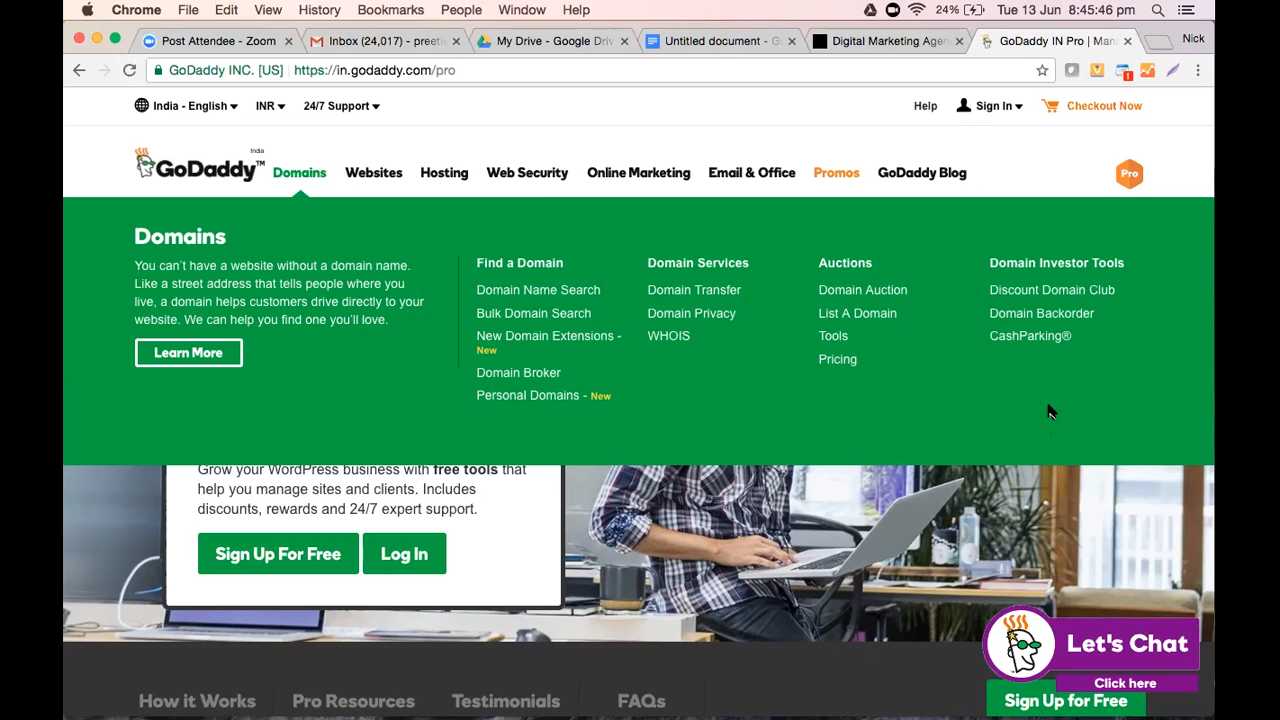 Chrome File Edit View History Bookmarks People Window Help 24% Tue 13 Jun 8:45:46 pm
Post Attendee - Zoom Inbox (24,017) - preeti My Drive - Google Driv Untitled document - G Digital Marketing Agen GoDaddy IN Pro | Man Nick
GoDaddy INC. [US] https://in.godaddy.com/pro
India - English INR 24/7 Support Help Sign In Checkout Now
India
GoDaddy™ Domains Websites Hosting Web Security Online Marketing Email & Office Promos GoDaddy Blog Pro
Domains
You can't have a website without a domain name.
Like a street address that tells people where you
live, a domain helps customers drive directly to your
website. We can help you find one you'll love.
Learn More
Find a Domain
Domain Name Search
Bulk Domain Search
New Domain Extensions -
New
Domain Broker
Personal Domains - New
Domain Services
Domain Transfer
Domain Privacy
WHOIS
Auctions
Domain Auction
List A Domain
Tools
Pricing
Domain Investor Tools
Discount Domain Club
Domain Backorder
CashParking®
Grow your WordPress business with free tools that
help you manage sites and clients. Includes
discounts, rewards and 24/7 expert support.
Sign Up For Free Log In
Let's Chat
Click here
How it Works Pro Resources Testimonials FAQs Sign Up for Free